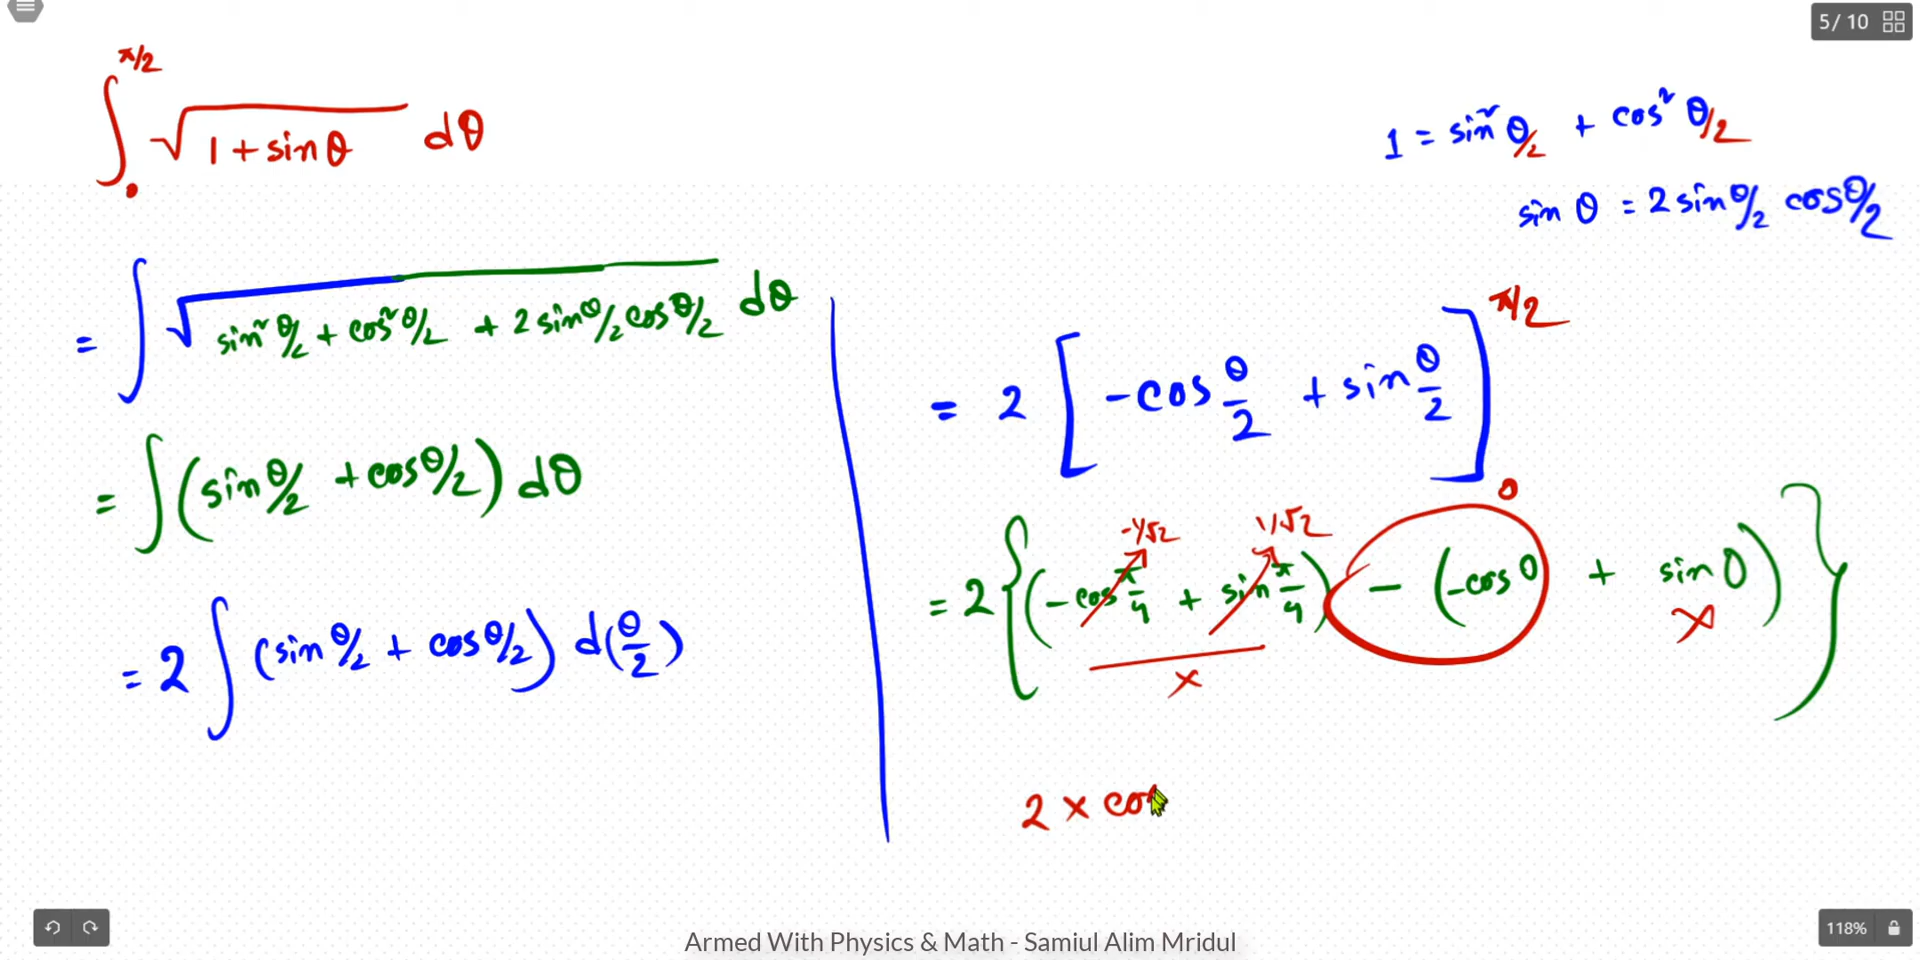 5/ 10
∫₀^π/2 √(1 + sin θ) dθ
= ∫ √(sin² θ/2 + cos² θ/2 + 2 sin θ/2 cos θ/2) dθ
= ∫ (sin θ/2 + cos θ/2) dθ
= 2 ∫ (sin θ/2 + cos θ/2) d(θ/2)
1 = sin² θ/2 + cos² θ/2
sin θ = 2 sin θ/2 cos θ/2
= 2 [ -cos θ/2 + sin θ/2 ]₀^π/2
-1/√2 1/√2
= 2 { (-cos π/4 + sin π/4) - (-cos 0 + sin 0) }
x x
2 x cos
118%
Armed With Physics & Math - Samiul Alim Mridul